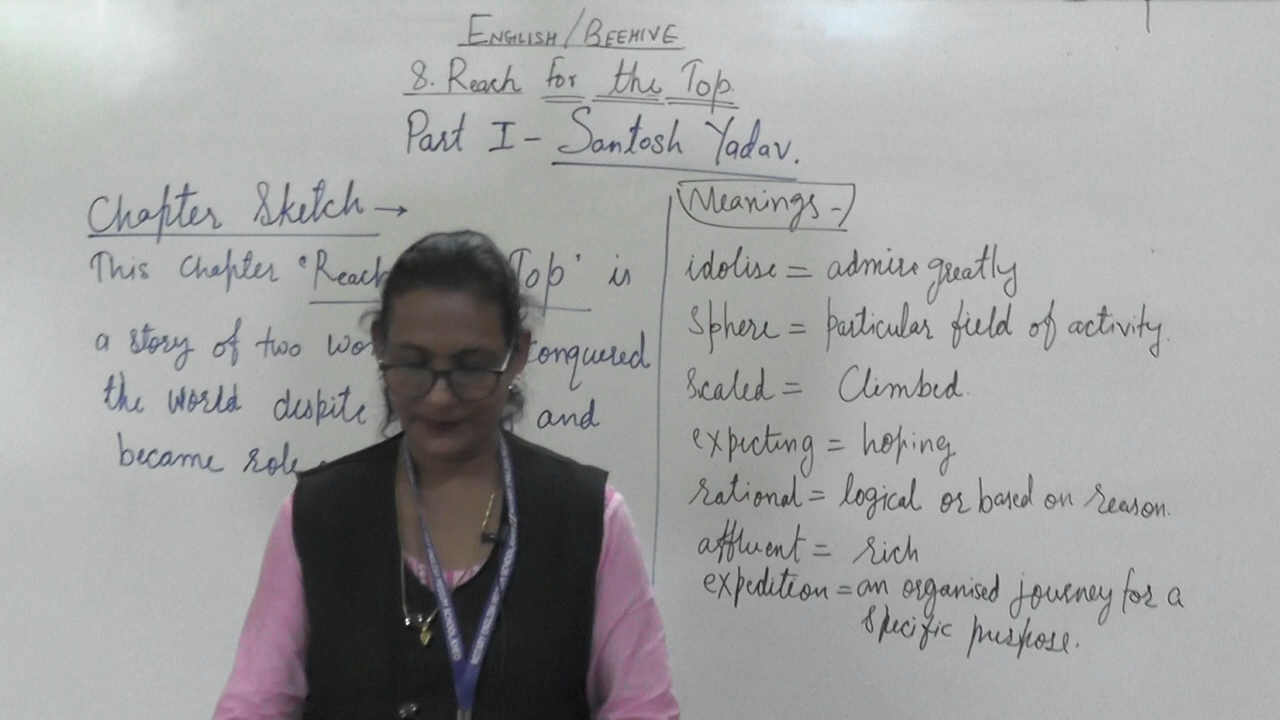 ENGLISH/BEEHIVE
8. Reach for the Top
Part I - Santosh Yadav.
Chapter Sketch →
This Chapter 'Reach Top' is
a story of two conquered
the world despite and
became role
Meanings -
idolise = admire greatly
Sphere = particular field of activity.
Scaled = Climbed.
expecting = hoping
rational = logical or based on reason.
affluent = rich
expedition = an organised journey for a
specific purpose.